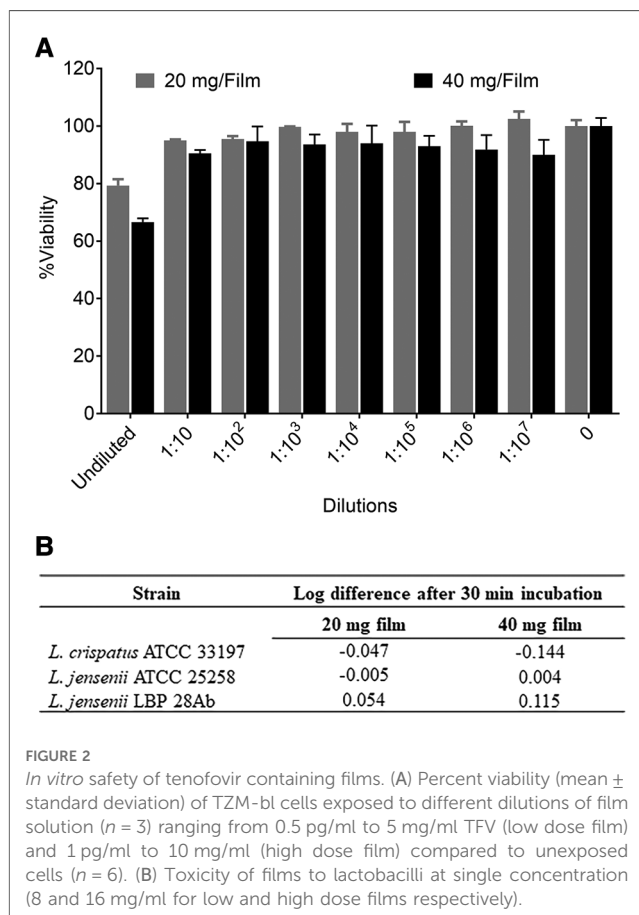 A
120
20 mg/Film
40 mg/Film
100
80
60
40
20
0
%Viability
Undiluted
1:10
1:10²
1:10³
1:10⁴
1:10⁵
1:10⁶
1:10⁷
0
Dilutions
B
Strain Log difference after 30 min incubation
20 mg film 40 mg film
L. crispatus ATCC 33197 -0.047 -0.144
L. jensenii ATCC 25258 -0.005 0.004
L. jensenii LBP 28Ab 0.054 0.115
FIGURE 2
In vitro safety of tenofovir containing films. (A) Percent viability (mean ±
standard deviation) of TZM-bl cells exposed to different dilutions of film
solution (n = 3) ranging from 0.5 pg/ml to 5 mg/ml TFV (low dose film)
and 1 pg/ml to 10 mg/ml (high dose film) compared to unexposed
cells (n = 6). (B) Toxicity of films to lactobacilli at single concentration
(8 and 16 mg/ml for low and high dose films respectively).